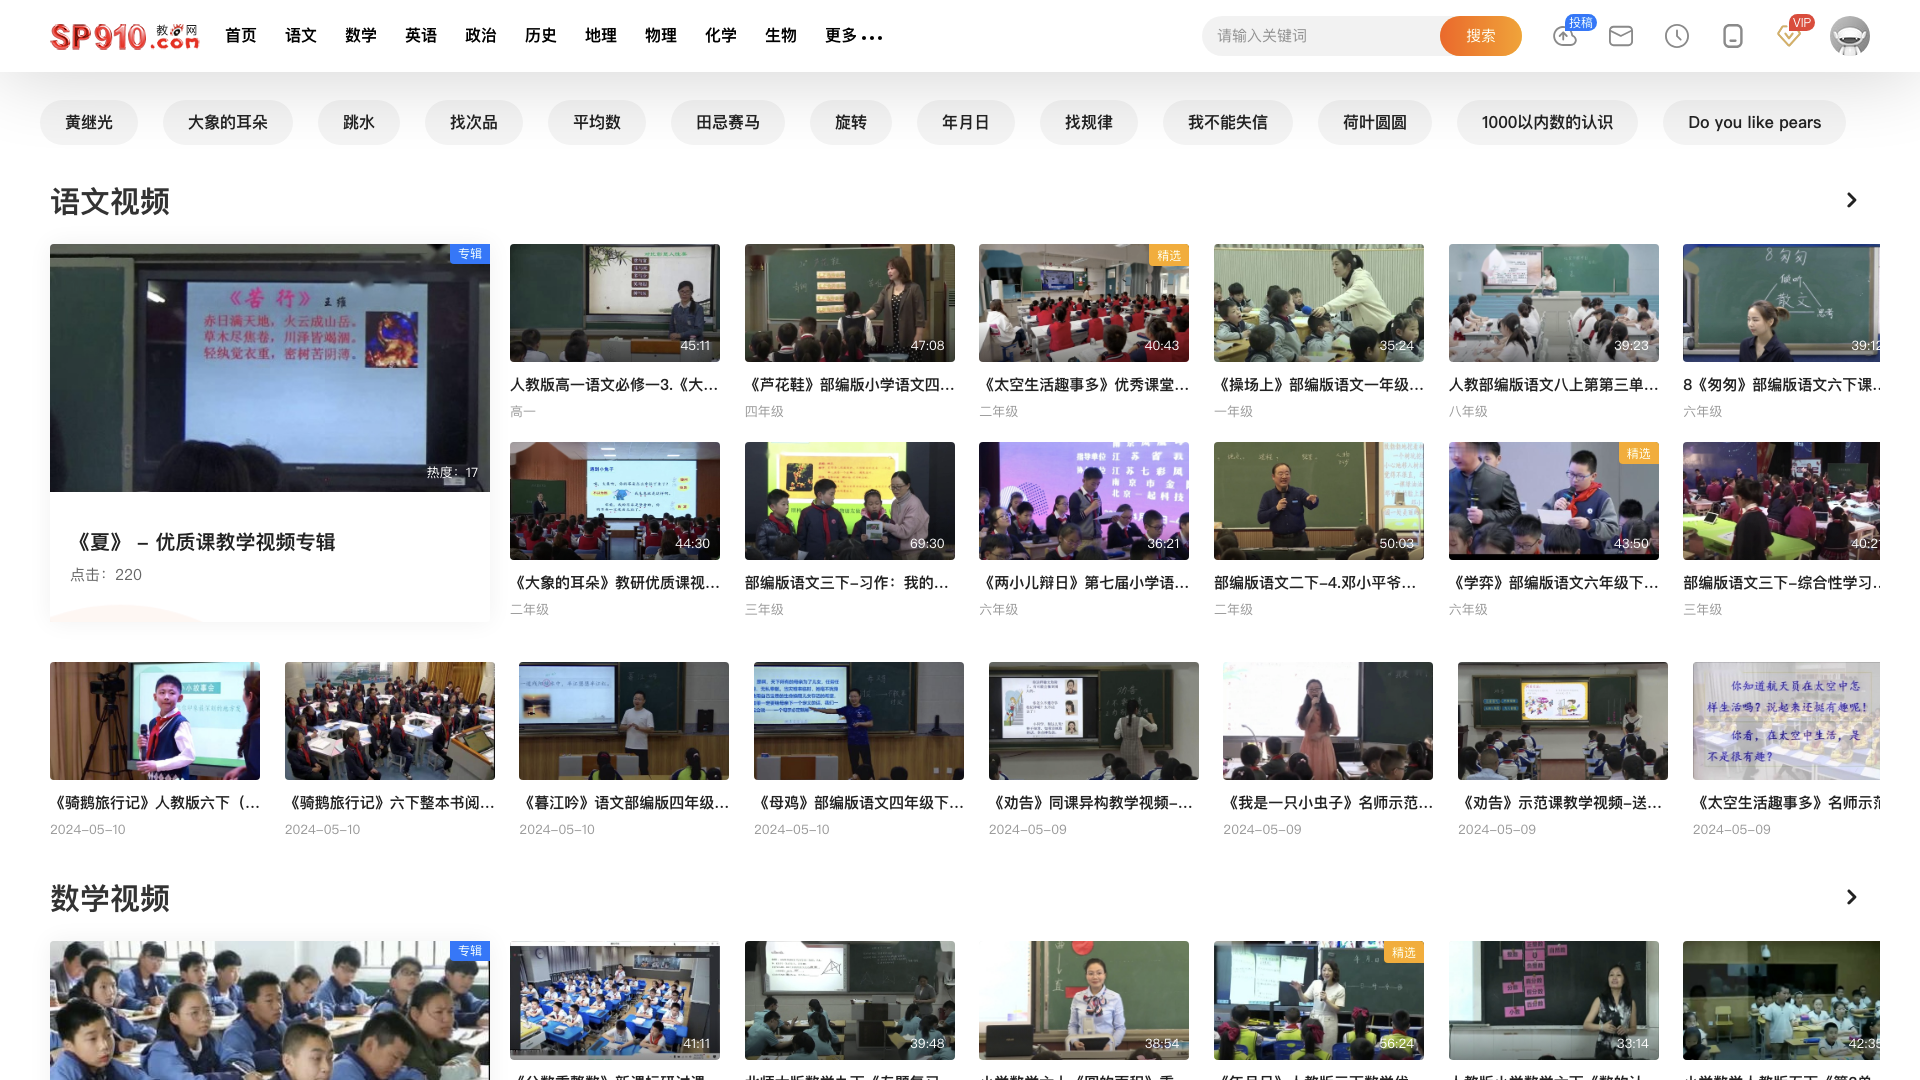 SP910.com 教视网
首页 语文 数学 英语 政治 历史 地理 物理 化学 生物 更多
请输入关键词
搜索
投稿
VIP
黄继光 大象的耳朵 跳水 找次品 平均数 田忌赛马 旋转 年月日 找规律 我不能失信 荷叶圆圆 1000以内数的认识 Do you like pears
语文视频
专辑
《苦行》 王维
赤日满天地，火云成山岳。
草木尽焦卷，川泽皆竭涸。
轻纨觉衣重，密树苦阴薄。
热度：17
《夏》 – 优质课教学视频专辑
点击：220
45:11
人教版高一语文必修一3.《大...
高一
47:08
《芦花鞋》部编版小学语文四...
四年级
精选
40:43
《太空生活趣事多》优秀课堂...
二年级
35:24
《操场上》部编版语文一年级...
一年级
39:23
人教部编版语文八上第第三单...
八年级
8 匆匆
倾听
散文
思考
39:12
8《匆匆》部编版语文六下课...
六年级
44:30
《大象的耳朵》教研优质课视...
二年级
69:30
部编版语文三下–习作：我的...
三年级
36:21
《两小儿辩日》第七届小学语...
六年级
50:03
部编版语文二下–4.邓小平爷...
二年级
精选
43:50
《学弈》部编版语文六年级下...
六年级
40:2
部编版语文三下–综合性学习...
三年级
小故事会
《骑鹅旅行记》人教版六下（...
2024–05–10
《骑鹅旅行记》六下整本书阅...
2024–05–10
《暮江吟》语文部编版四年级...
2024–05–10
《母鸡》部编版语文四年级下...
2024–05–10
劝告
《劝告》同课异构教学视频–...
2024–05–09
《我是一只小虫子》名师示范...
2024–05–09
《劝告》示范课教学视频–送...
2024–05–09
你知道航天员在太空中怎
样生活吗？说起来还挺有趣呢！
你看，在太空中生活，是
不是很有趣？
《太空生活趣事多》名师示范
2024–05–09
数学视频
专辑
41:11
39:48
38:54
精选
年月日
56:24
33:14
42:35